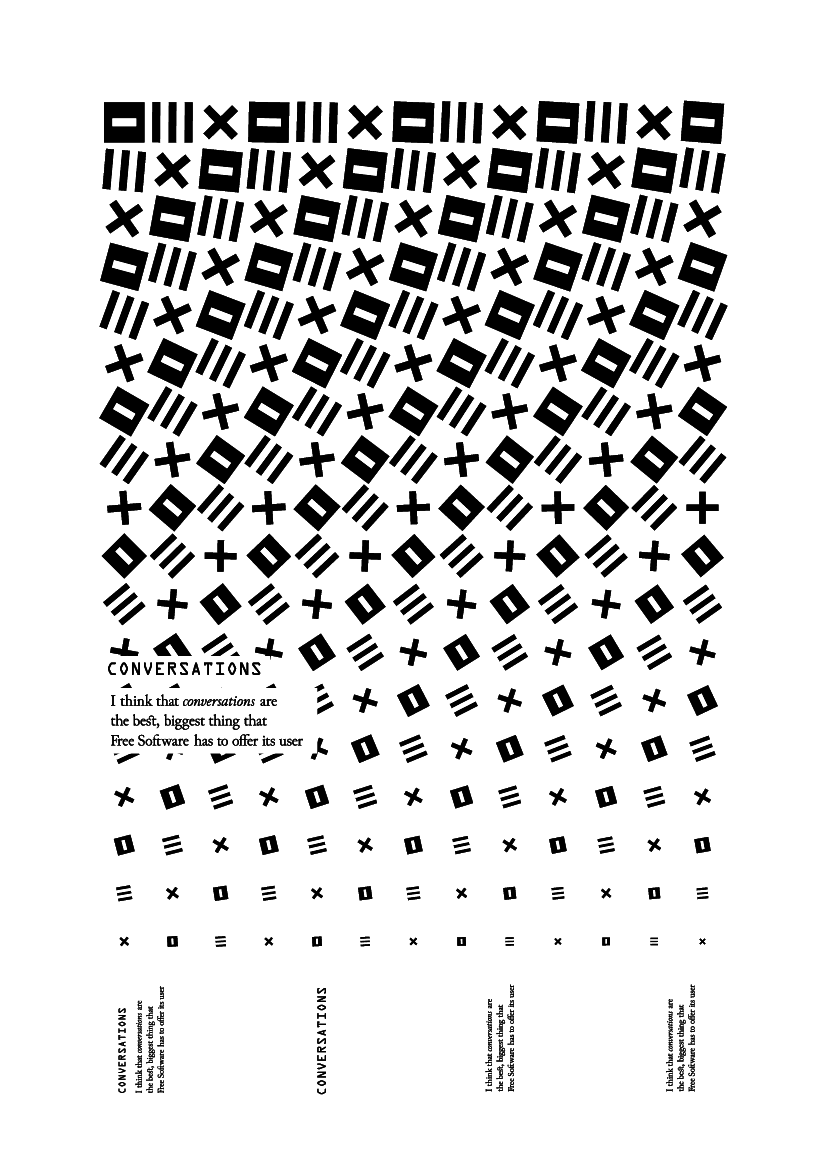 CONVERSATIONS
I think that conversations are
the best, biggest thing that
Free Software has to offer its user
CONVERSATIONS
I think that conversations are
the best, biggest thing that
Free Software has to offer its user
CONVERSATIONS
I think that conversations are
the best, biggest thing that
Free Software has to offer its user
I think that conversations are
the best, biggest thing that
Free Software has to offer its user